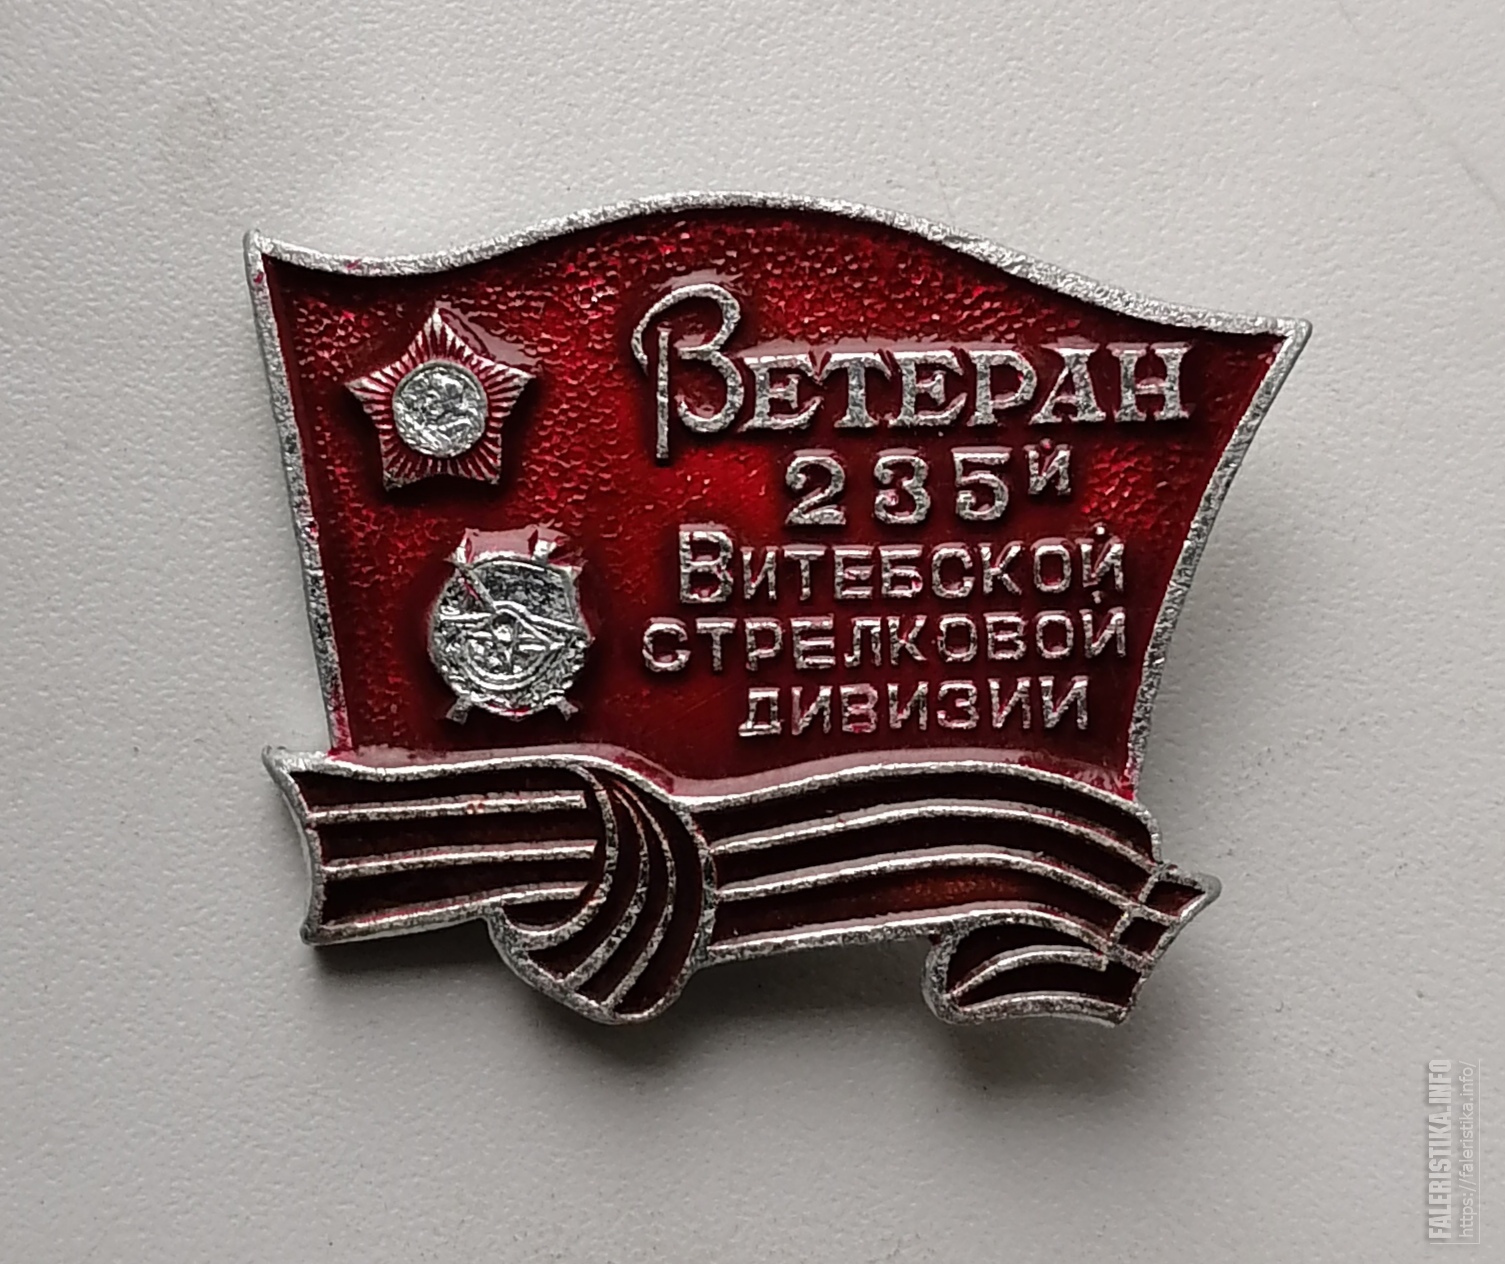 Ветеран
235й
Витебской
стрелковой
дивизии
FALERISTIKA.INFO
https://faleristika.info/